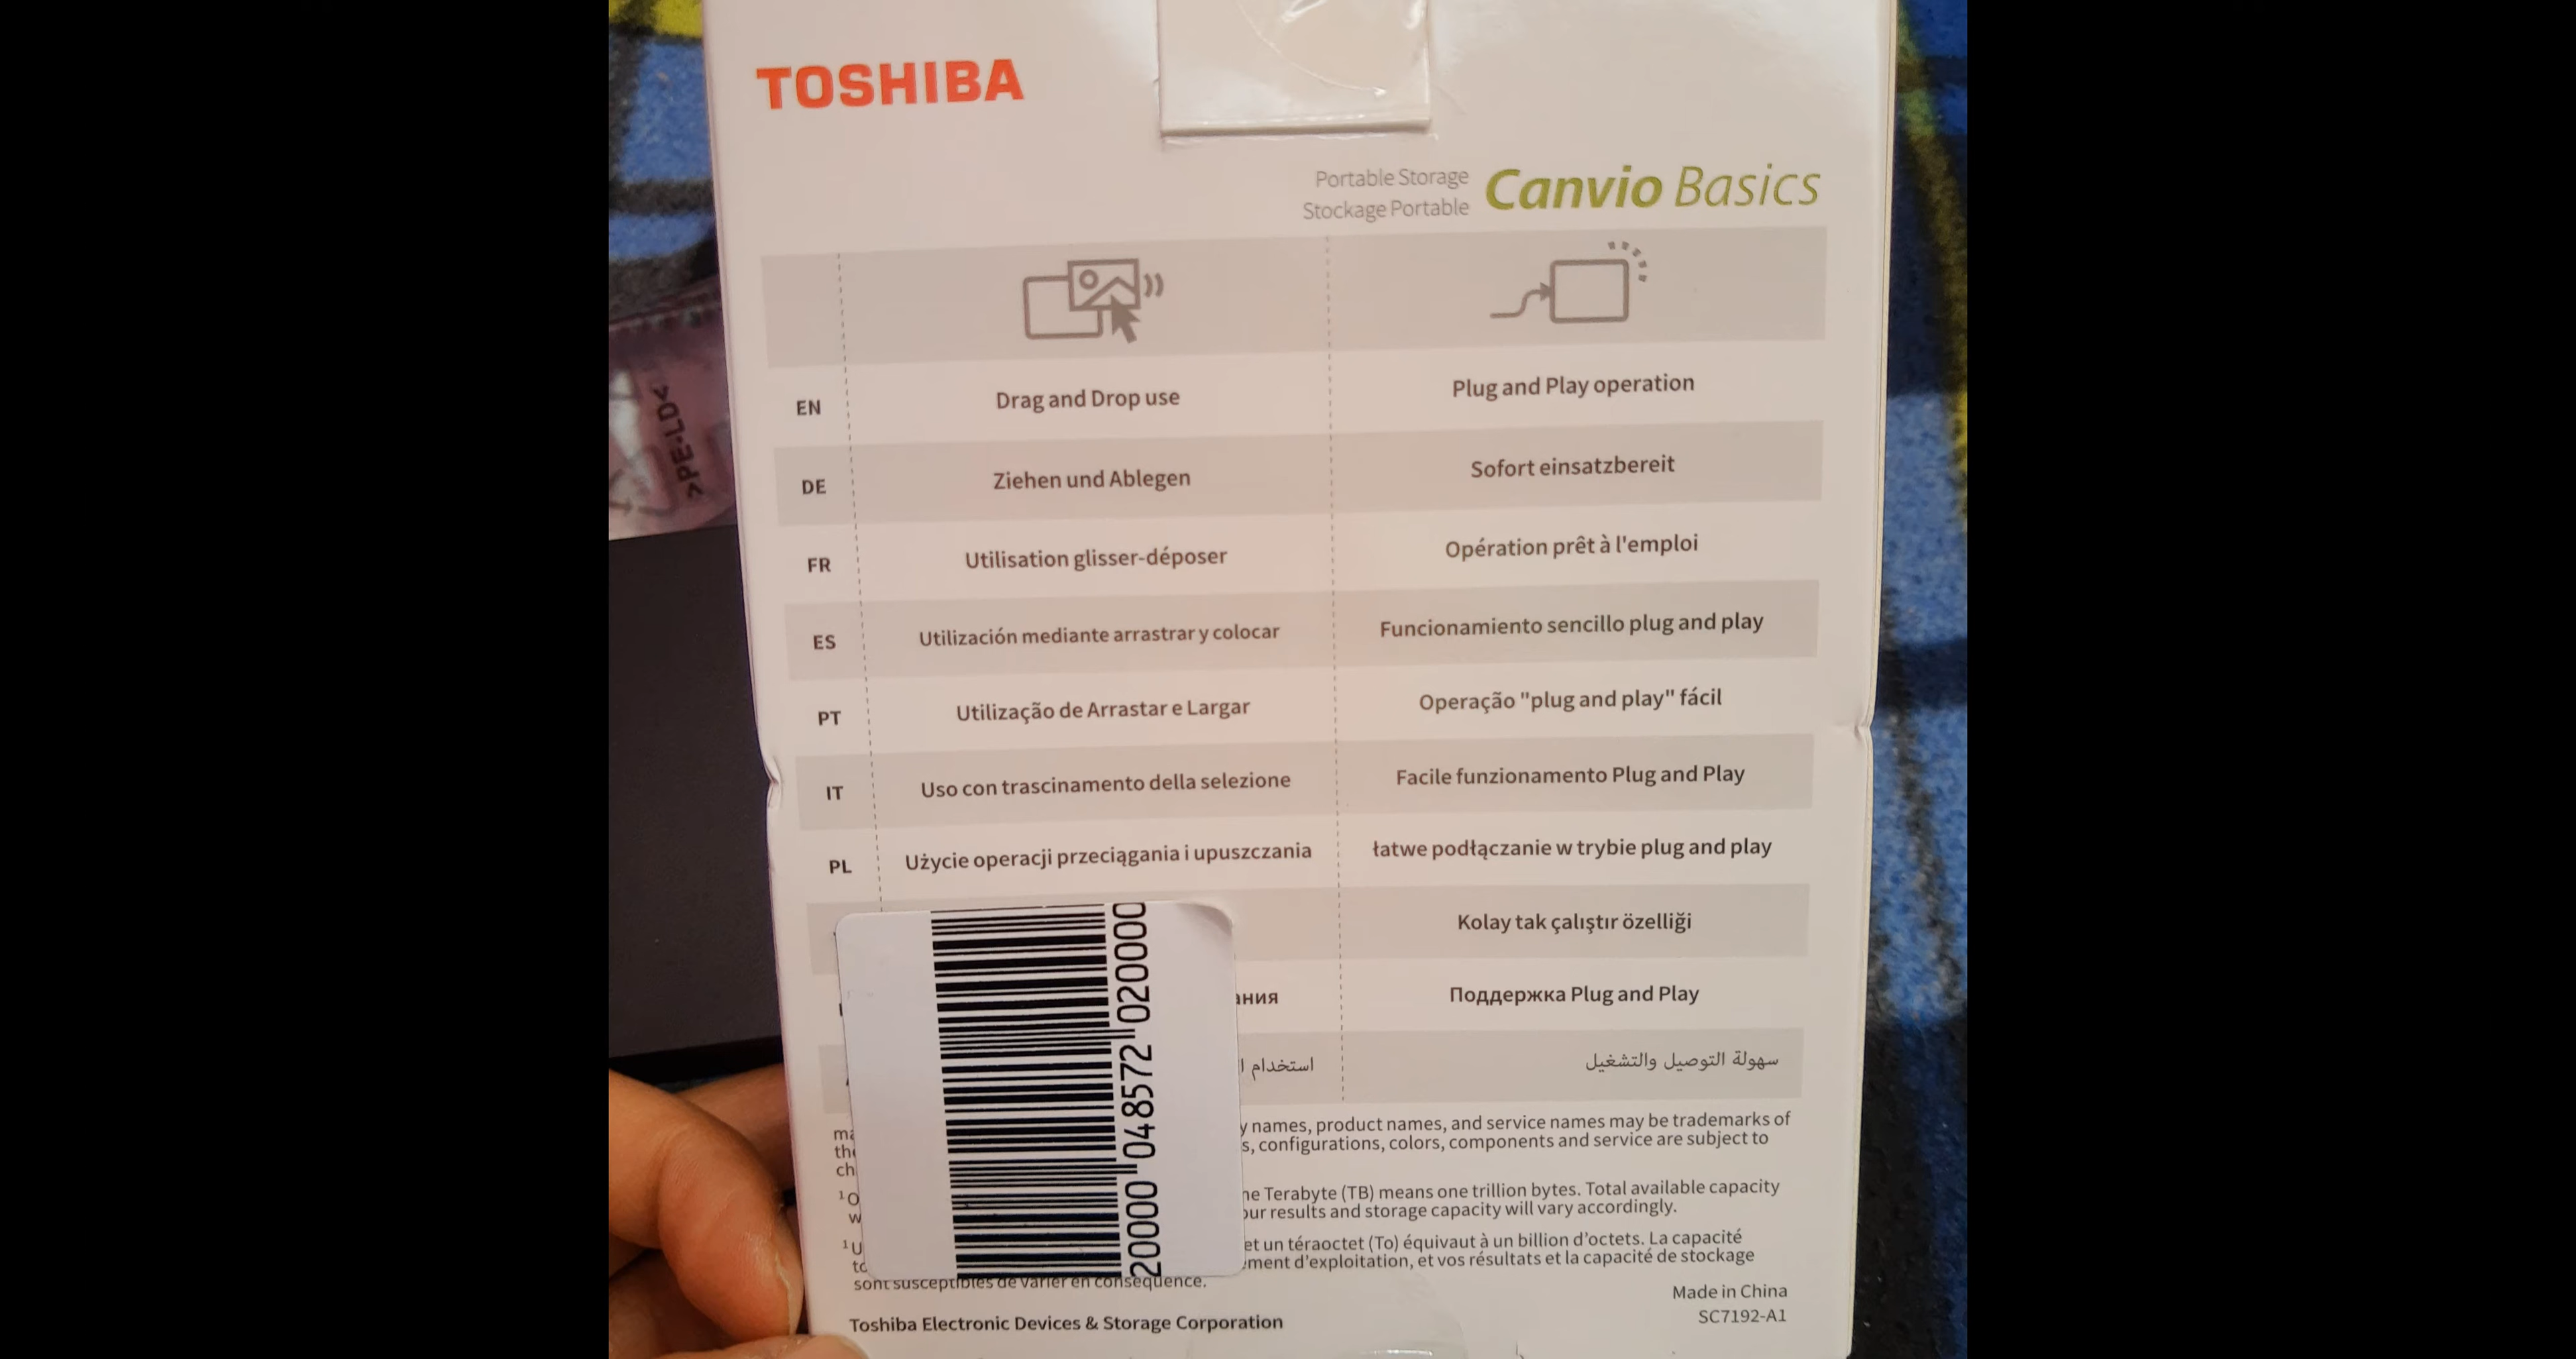 TOSHIBA
Portable Storage
Stockage Portable
Canvio Basics
EN Drag and Drop use Plug and Play operation
DE Ziehen und Ablegen Sofort einsatzbereit
FR Utilisation glisser-déposer Opération prêt à l'emploi
ES Utilización mediante arrastrar y colocar Funcionamiento sencillo plug and play
PT Utilização de Arrastar e Largar Operação "plug and play" fácil
IT Uso con trascinamento della selezione Facile funzionamento Plug and Play
PL Użycie operacji przeciągania i upuszczania łatwe podłączanie w trybie plug and play
Kolay tak çalıştır özelliği
Поддержка Plug and Play
استخدام سهولة التوصيل والتشغيل
20000 048572 020000
names, product names, and service names may be trademarks of
configurations, colors, components and service are subject to
Terabyte (TB) means one trillion bytes. Total available capacity
results and storage capacity will vary accordingly.
et un téraoctet (To) équivaut à un billion d'octets. La capacité
d'exploitation, et vos résultats et la capacité de stockage
sont susceptibles de varier en conséquence.
Made in China
SC7192-A1
Toshiba Electronic Devices & Storage Corporation
>PE-LD<